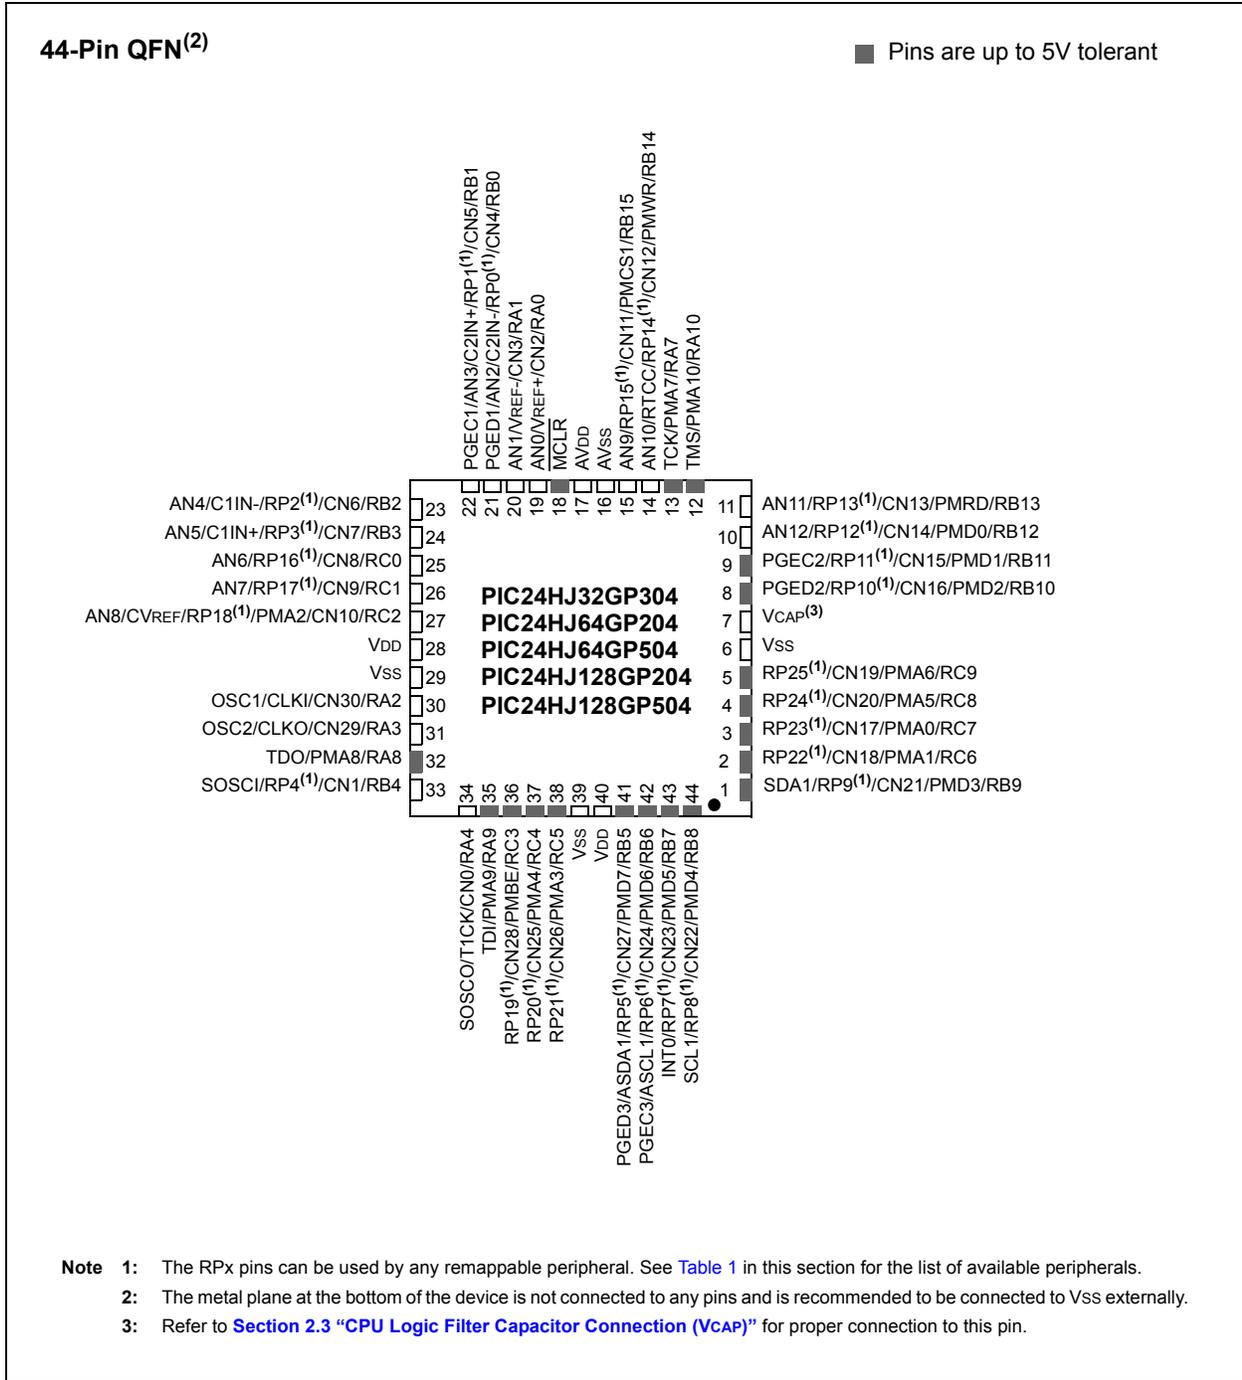 44-Pin QFN(2)
Pins are up to 5V tolerant
PGEC1/AN3/C2IN+/RP1(1)/CN5/RB1
PGED1/AN2/C2IN-/RP0(1)/CN4/RB0
AN1/VREF-/CN3/RA1
AN0/VREF+/CN2/RA0
MCLR
AVDD
AVSS
AN9/RP15(1)/CN11/PMCS1/RB15
AN10/RTCC/RP14(1)/CN12/PMWR/RB14
TCK/PMA7/RA7
TMS/PMA10/RA10
22 21 20 19 18 17 16 15 14 13 12
AN4/C1IN-/RP2(1)/CN6/RB2 23
AN5/C1IN+/RP3(1)/CN7/RB3 24
AN6/RP16(1)/CN8/RC0 25
AN7/RP17(1)/CN9/RC1 26
AN8/CVREF/RP18(1)/PMA2/CN10/RC2 27
VDD 28
VSS 29
OSC1/CLKI/CN30/RA2 30
OSC2/CLKO/CN29/RA3 31
TDO/PMA8/RA8 32
SOSCI/RP4(1)/CN1/RB4 33
PIC24HJ32GP304
PIC24HJ64GP204
PIC24HJ64GP504
PIC24HJ128GP204
PIC24HJ128GP504
11 AN11/RP13(1)/CN13/PMRD/RB13
10 AN12/RP12(1)/CN14/PMD0/RB12
9 PGEC2/RP11(1)/CN15/PMD1/RB11
8 PGED2/RP10(1)/CN16/PMD2/RB10
7 VCAP(3)
6 VSS
5 RP25(1)/CN19/PMA6/RC9
4 RP24(1)/CN20/PMA5/RC8
3 RP23(1)/CN17/PMA0/RC7
2 RP22(1)/CN18/PMA1/RC6
1 SDA1/RP9(1)/CN21/PMD3/RB9
34 35 36 37 38 39 40 41 42 43 44
SOSCO/T1CK/CN0/RA4
TDI/PMA9/RA9
RP19(1)/CN28/PMBE/RC3
RP20(1)/CN25/PMA4/RC4
RP21(1)/CN26/PMA3/RC5
VSS
VDD
PGED3/ASDA1/RP5(1)/CN27/PMD7/RB5
PGEC3/ASCL1/RP6(1)/CN24/PMD6/RB6
INT0/RP7(1)/CN23/PMD5/RB7
SCL1/RP8(1)/CN22/PMD4/RB8
Note 1: The RPx pins can be used by any remappable peripheral. See Table 1 in this section for the list of available peripherals.
2: The metal plane at the bottom of the device is not connected to any pins and is recommended to be connected to VSS externally.
3: Refer to Section 2.3 “CPU Logic Filter Capacitor Connection (VCAP)” for proper connection to this pin.